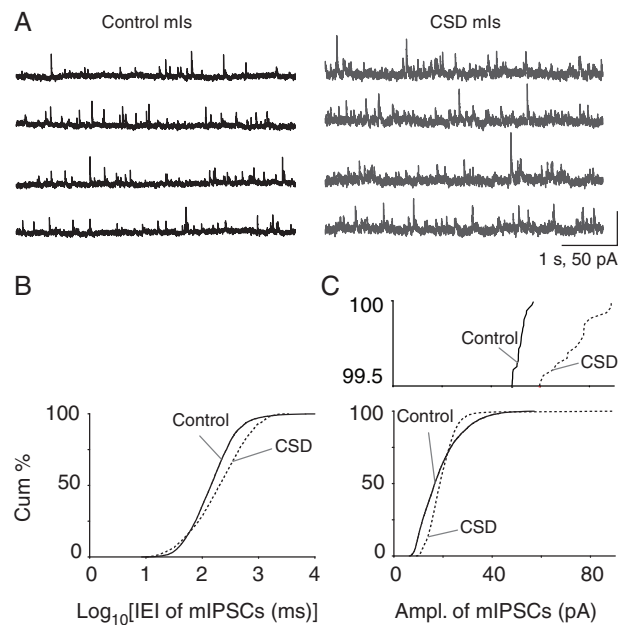 A
Control mIs
CSD mIs
1 s, 50 pA
B
C
100
99.5
Control
CSD
100
50
0
Cum %
Control
CSD
0 1 2 3 4
Log10[IEI of mIPSCs (ms)]
100
50
0
Control
CSD
0 40 80
Ampl. of mIPSCs (pA)